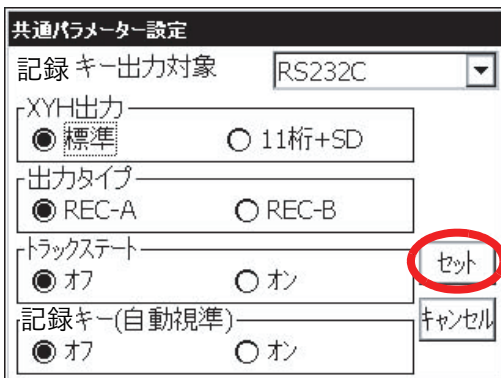 共通パラメーター設定
記録 キー出力対象 RS232C
XYH出力
標準 11桁+SD
出力タイプ
REC-A REC-B
トラックステート
オフ オン
セット
記録キー(自動視準)
キャンセル
オフ オン